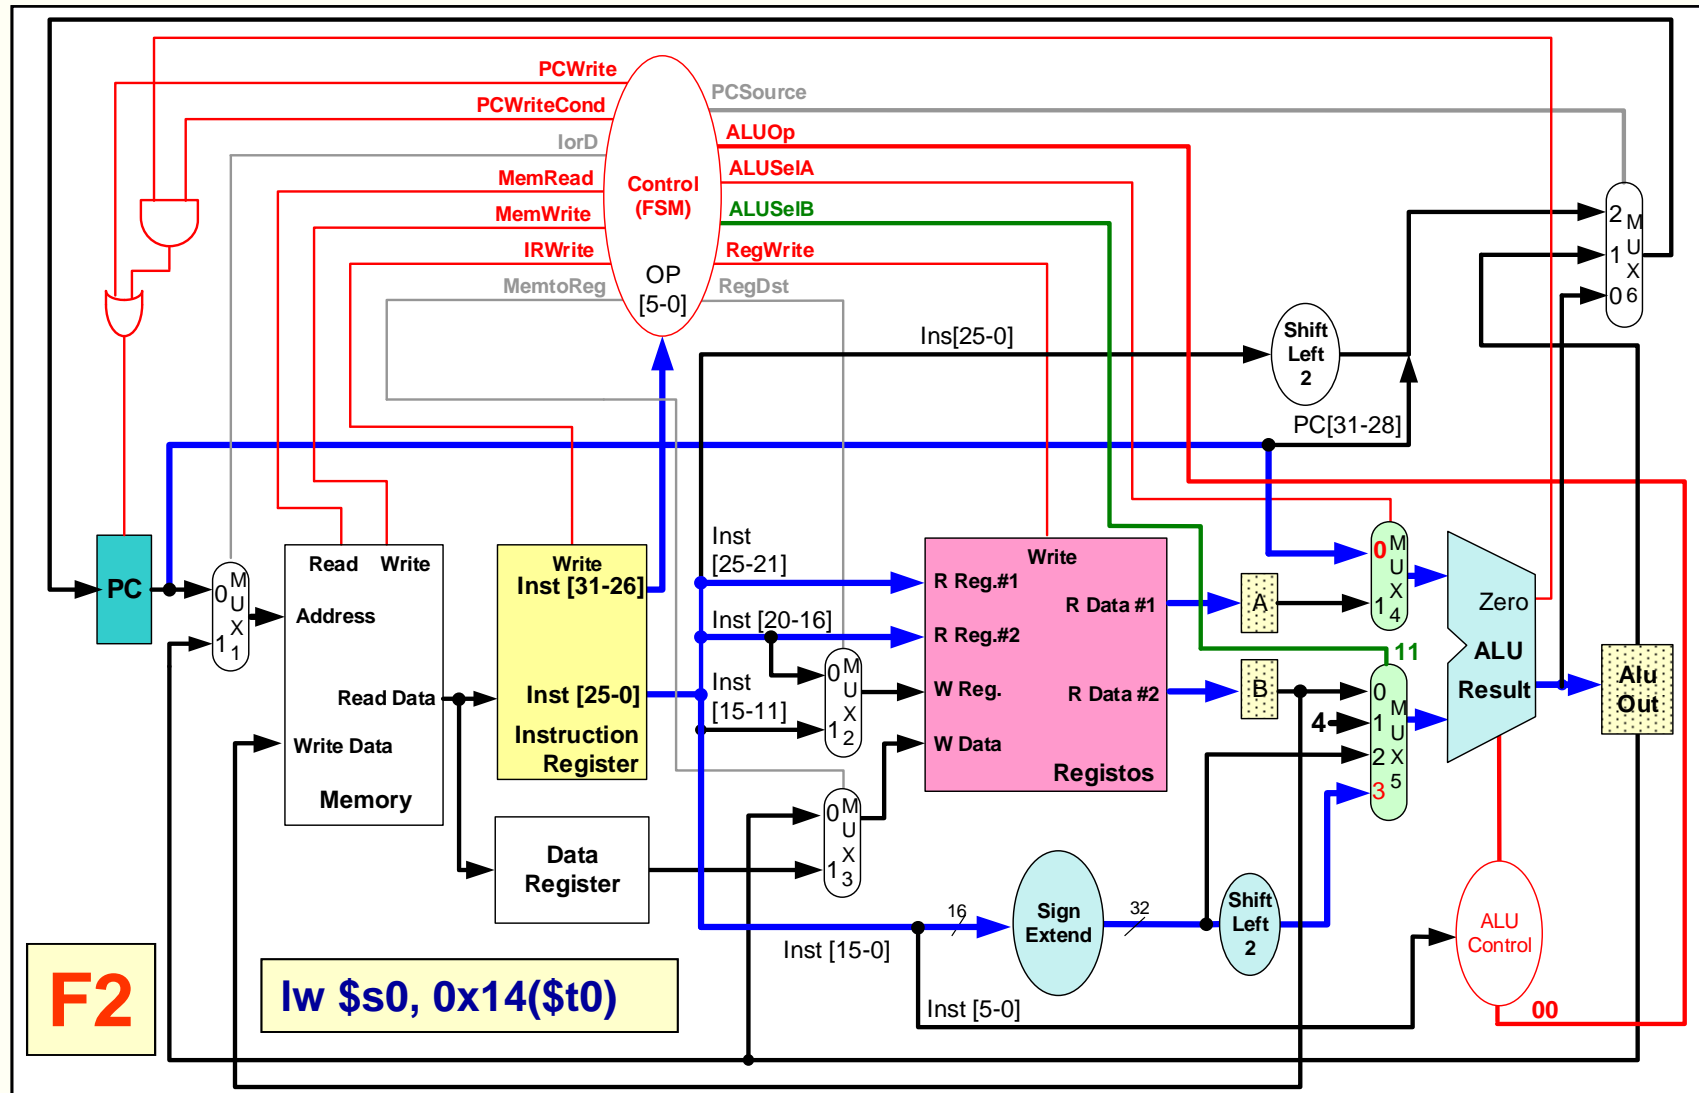 PCWrite
PCWriteCond
IorD
MemRead
MemWrite
IRWrite
MemtoReg
Control
(FSM)
OP
[5-0]
PCSource
ALUOp
ALUSelA
ALUSelB
RegWrite
RegDst
Ins[25-0]
Shift
Left
2
PC[31-28]
2
1
0
M
U
X
6
PC
0
1
M
U
X
1
Read Write
Address
Read Data
Write Data
Memory
Write
Inst [31-26]
Inst [25-0]
Instruction
Register
Data
Register
Inst
[25-21]
Inst [20-16]
Inst
[15-11]
0
1
M
U
X
2
0
1
M
U
X
3
Write
R Reg.#1
R Reg.#2
W Reg.
W Data
R Data #1
R Data #2
Registos
A
B
0
1
M
U
X
4
11
0
4
1
2
3
M
U
X
5
Zero
ALU
Result
Alu
Out
16
Sign
Extend
32
Shift
Left
2
Inst [15-0]
Inst [5-0]
ALU
Control
00
F2
lw $s0, 0x14($t0)